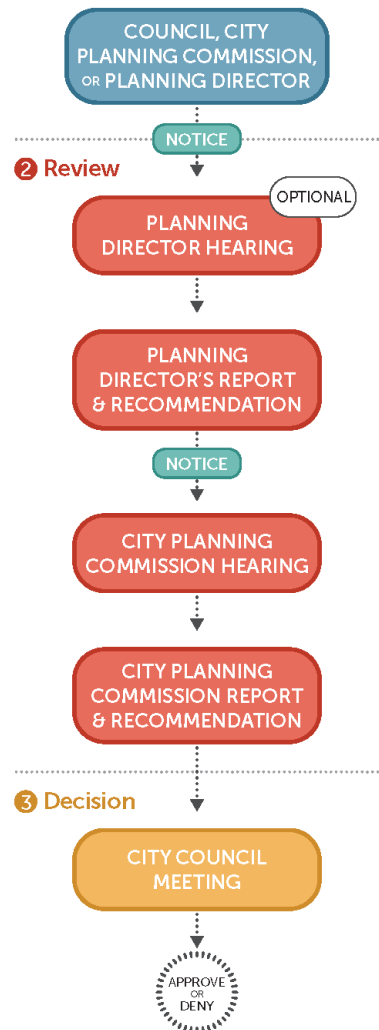 COUNCIL, CITY
PLANNING COMMISSION,
OR PLANNING DIRECTOR
NOTICE
2 Review
OPTIONAL
PLANNING
DIRECTOR HEARING
PLANNING
DIRECTOR'S REPORT
& RECOMMENDATION
NOTICE
CITY PLANNING
COMMISSION HEARING
CITY PLANNING
COMMISSION REPORT
& RECOMMENDATION
3 Decision
CITY COUNCIL
MEETING
APPROVE
OR
DENY